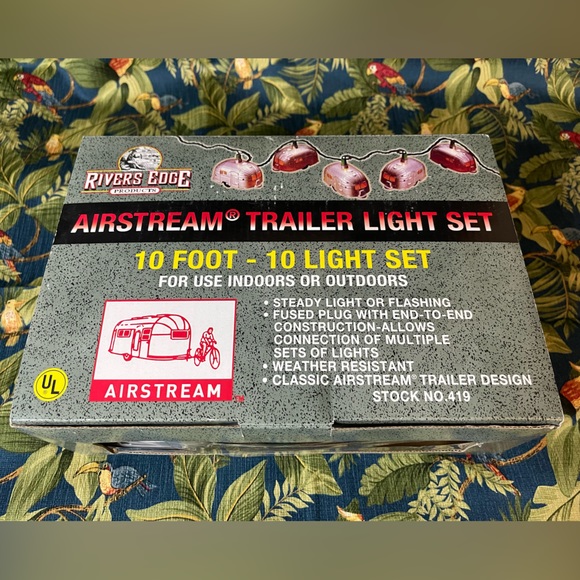 RIVERS EDGE
PRODUCTS
AIRSTREAM® TRAILER LIGHT SET
10 FOOT - 10 LIGHT SET
FOR USE INDOORS OR OUTDOORS
• STEADY LIGHT OR FLASHING
• FUSED PLUG WITH END-TO-END
CONSTRUCTION-ALLOWS
CONNECTION OF MULTIPLE
SETS OF LIGHTS
• WEATHER RESISTANT
• CLASSIC AIRSTREAM® TRAILER DESIGN
STOCK NO.419
UL
AIRSTREAM™